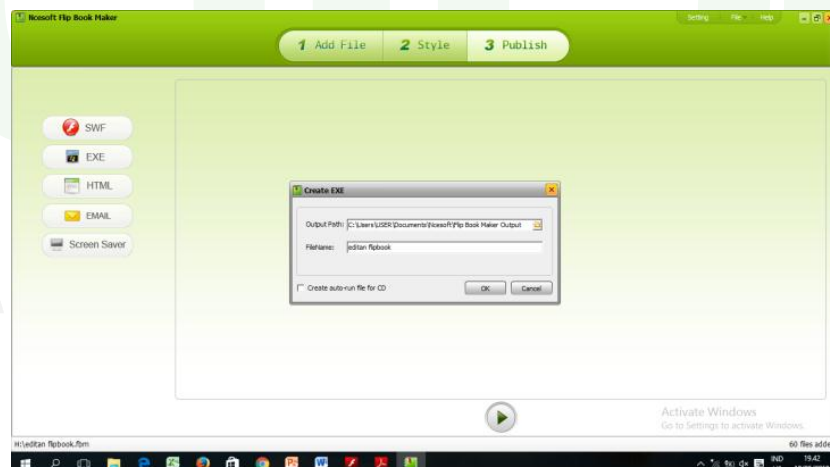 Ncesoft Flip Book Maker
Setting File Help
1 Add File 2 Style 3 Publish
SWF
EXE
HTML
EMAIL
Screen Saver
Create EXE
Output Path: C:\Users\USER\Documents\Ncesoft\Flip Book Maker Output
FileName: editan flipbook
Create auto-run file for CD
OK Cancel
Activate Windows
Go to Settings to activate Windows.
H:\editan flipbook.fbm
60 files adde
IND
19.42